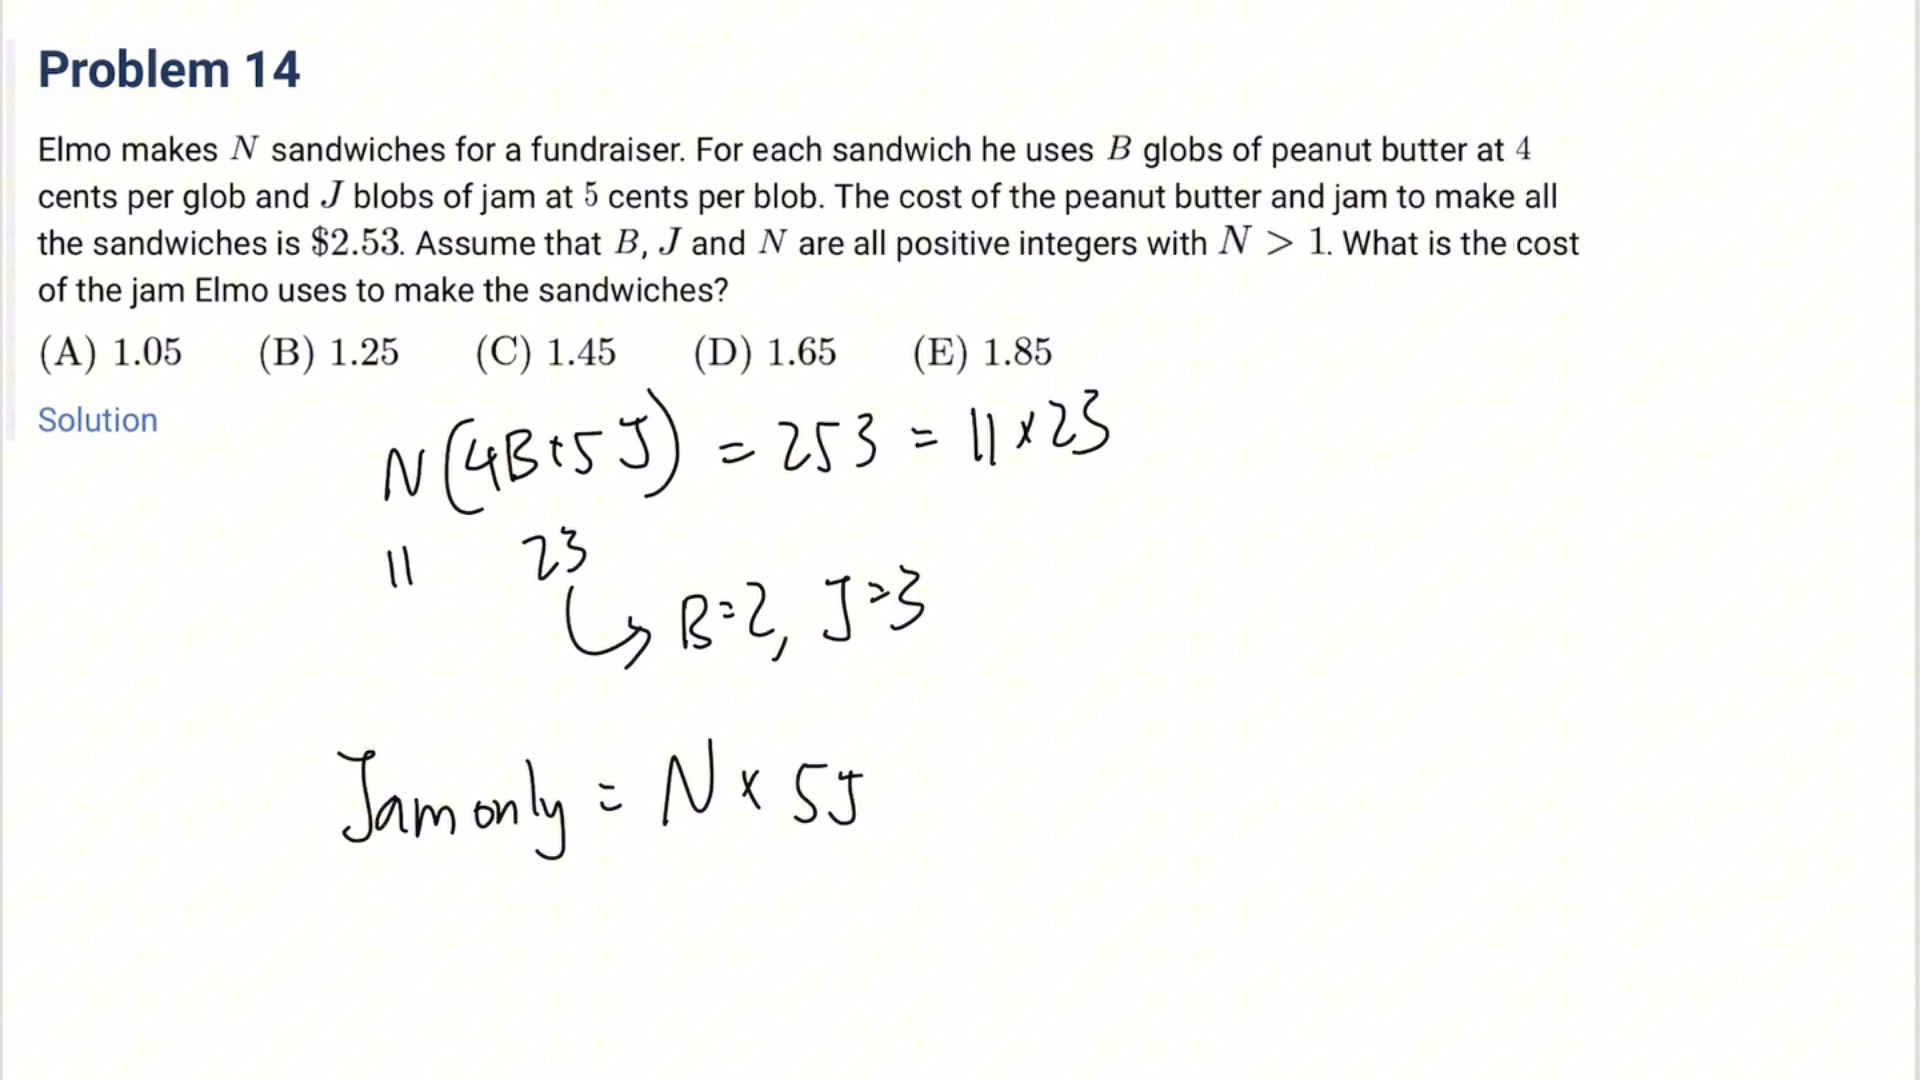 Problem 14
Elmo makes N sandwiches for a fundraiser. For each sandwich he uses B globs of peanut butter at 4
cents per glob and J blobs of jam at 5 cents per blob. The cost of the peanut butter and jam to make all
the sandwiches is $2.53. Assume that B, J and N are all positive integers with N > 1. What is the cost
of the jam Elmo uses to make the sandwiches?
(A) 1.05 (B) 1.25 (C) 1.45 (D) 1.65 (E) 1.85
Solution
N(4B+5J) = 253 = 11×23
11 23
↳ B=2, J=3
Jam only = N × 5J